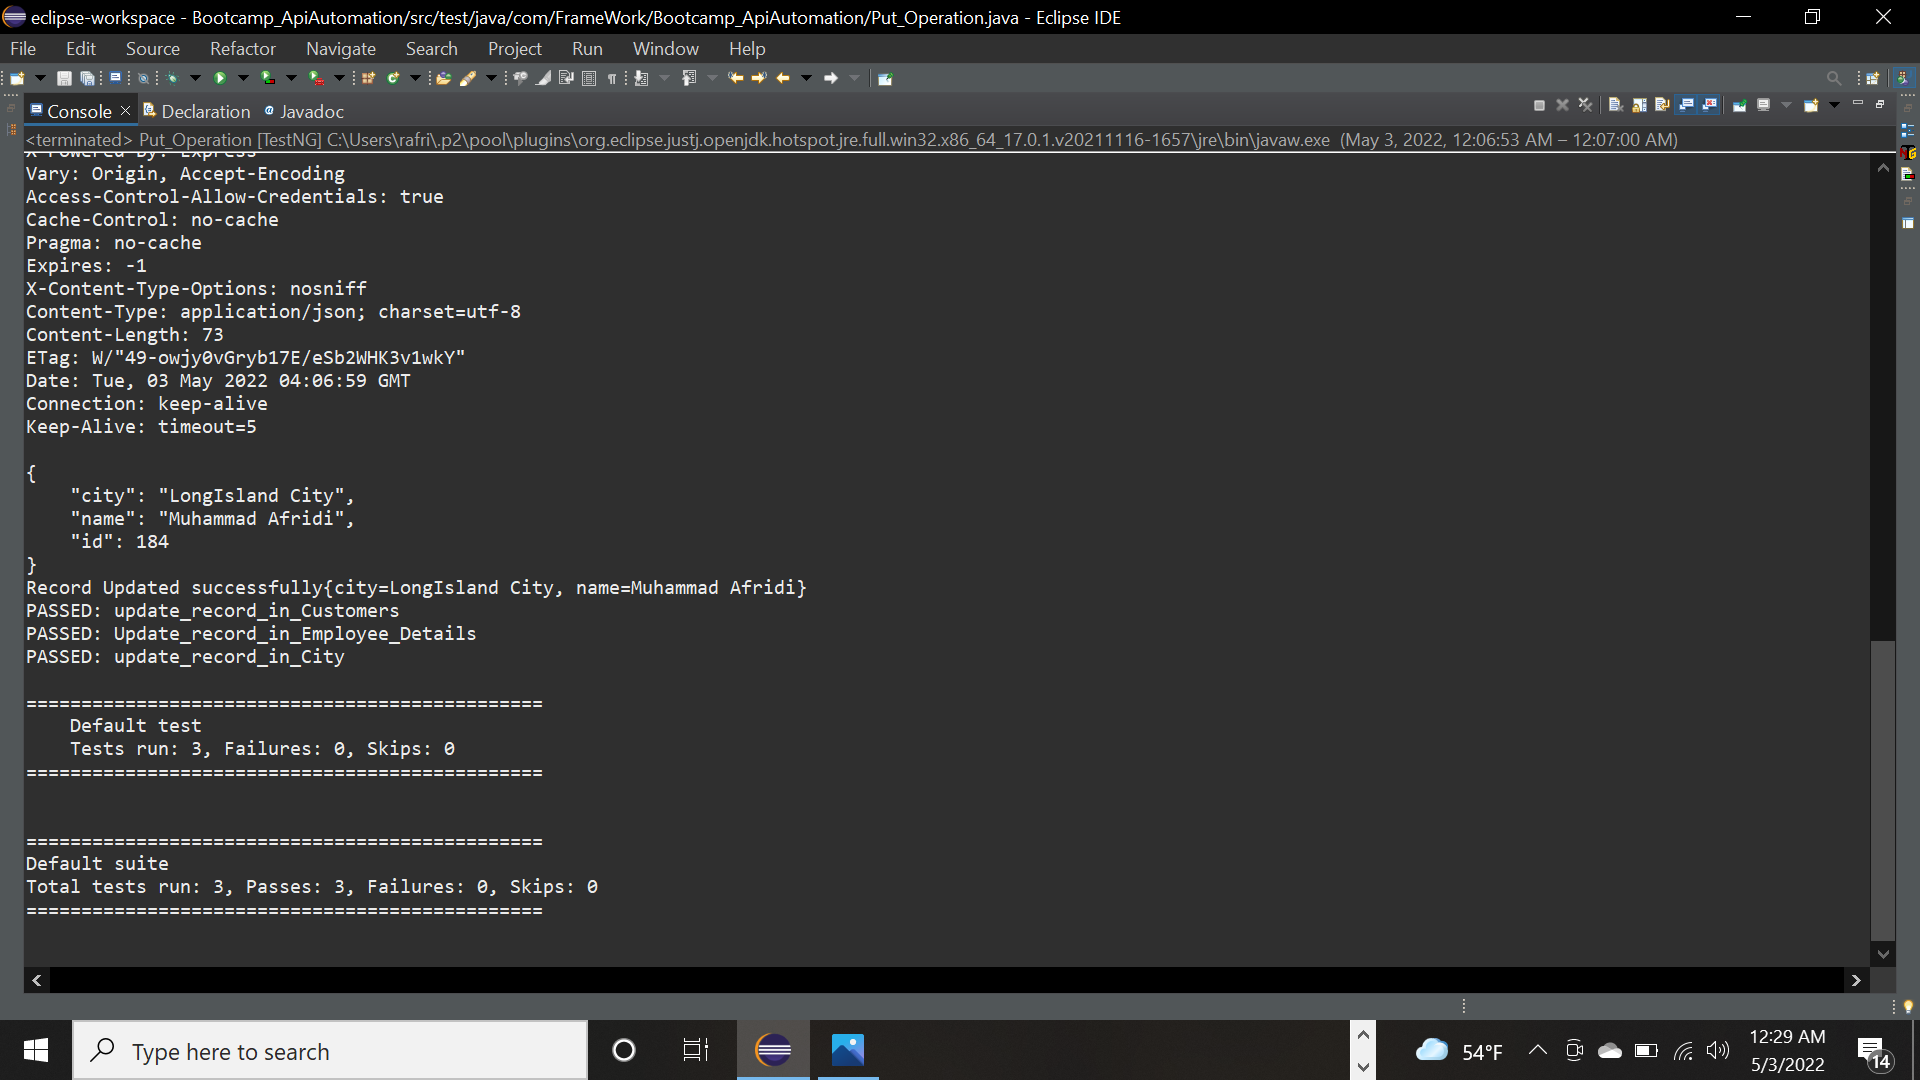 eclipse-workspace - Bootcamp_ApiAutomation/src/test/java/com/FrameWork/Bootcamp_ApiAutomation/Put_Operation.java - Eclipse IDE
File Edit Source Refactor Navigate Search Project Run Window Help
Console Declaration Javadoc
<terminated> Put_Operation [TestNG] C:\Users\rafri\.p2\pool\plugins\org.eclipse.justj.openjdk.hotspot.jre.full.win32.x86_64_17.0.1.v20211116-1657\jre\bin\javaw.exe (May 3, 2022, 12:06:53 AM – 12:07:00 AM)
X-Powered-By: Express
Vary: Origin, Accept-Encoding
Access-Control-Allow-Credentials: true
Cache-Control: no-cache
Pragma: no-cache
Expires: -1
X-Content-Type-Options: nosniff
Content-Type: application/json; charset=utf-8
Content-Length: 73
ETag: W/"49-owjy0vGryb17E/eSb2WHK3v1wkY"
Date: Tue, 03 May 2022 04:06:59 GMT
Connection: keep-alive
Keep-Alive: timeout=5
{
    "city": "LongIsland City",
    "name": "Muhammad Afridi",
    "id": 184
}
Record Updated successfully{city=LongIsland City, name=Muhammad Afridi}
PASSED: update_record_in_Customers
PASSED: Update_record_in_Employee_Details
PASSED: update_record_in_City
===============================================
    Default test
    Tests run: 3, Failures: 0, Skips: 0
===============================================
===============================================
Default suite
Total tests run: 3, Passes: 3, Failures: 0, Skips: 0
===============================================
Type here to search
54°F
12:29 AM
5/3/2022
14